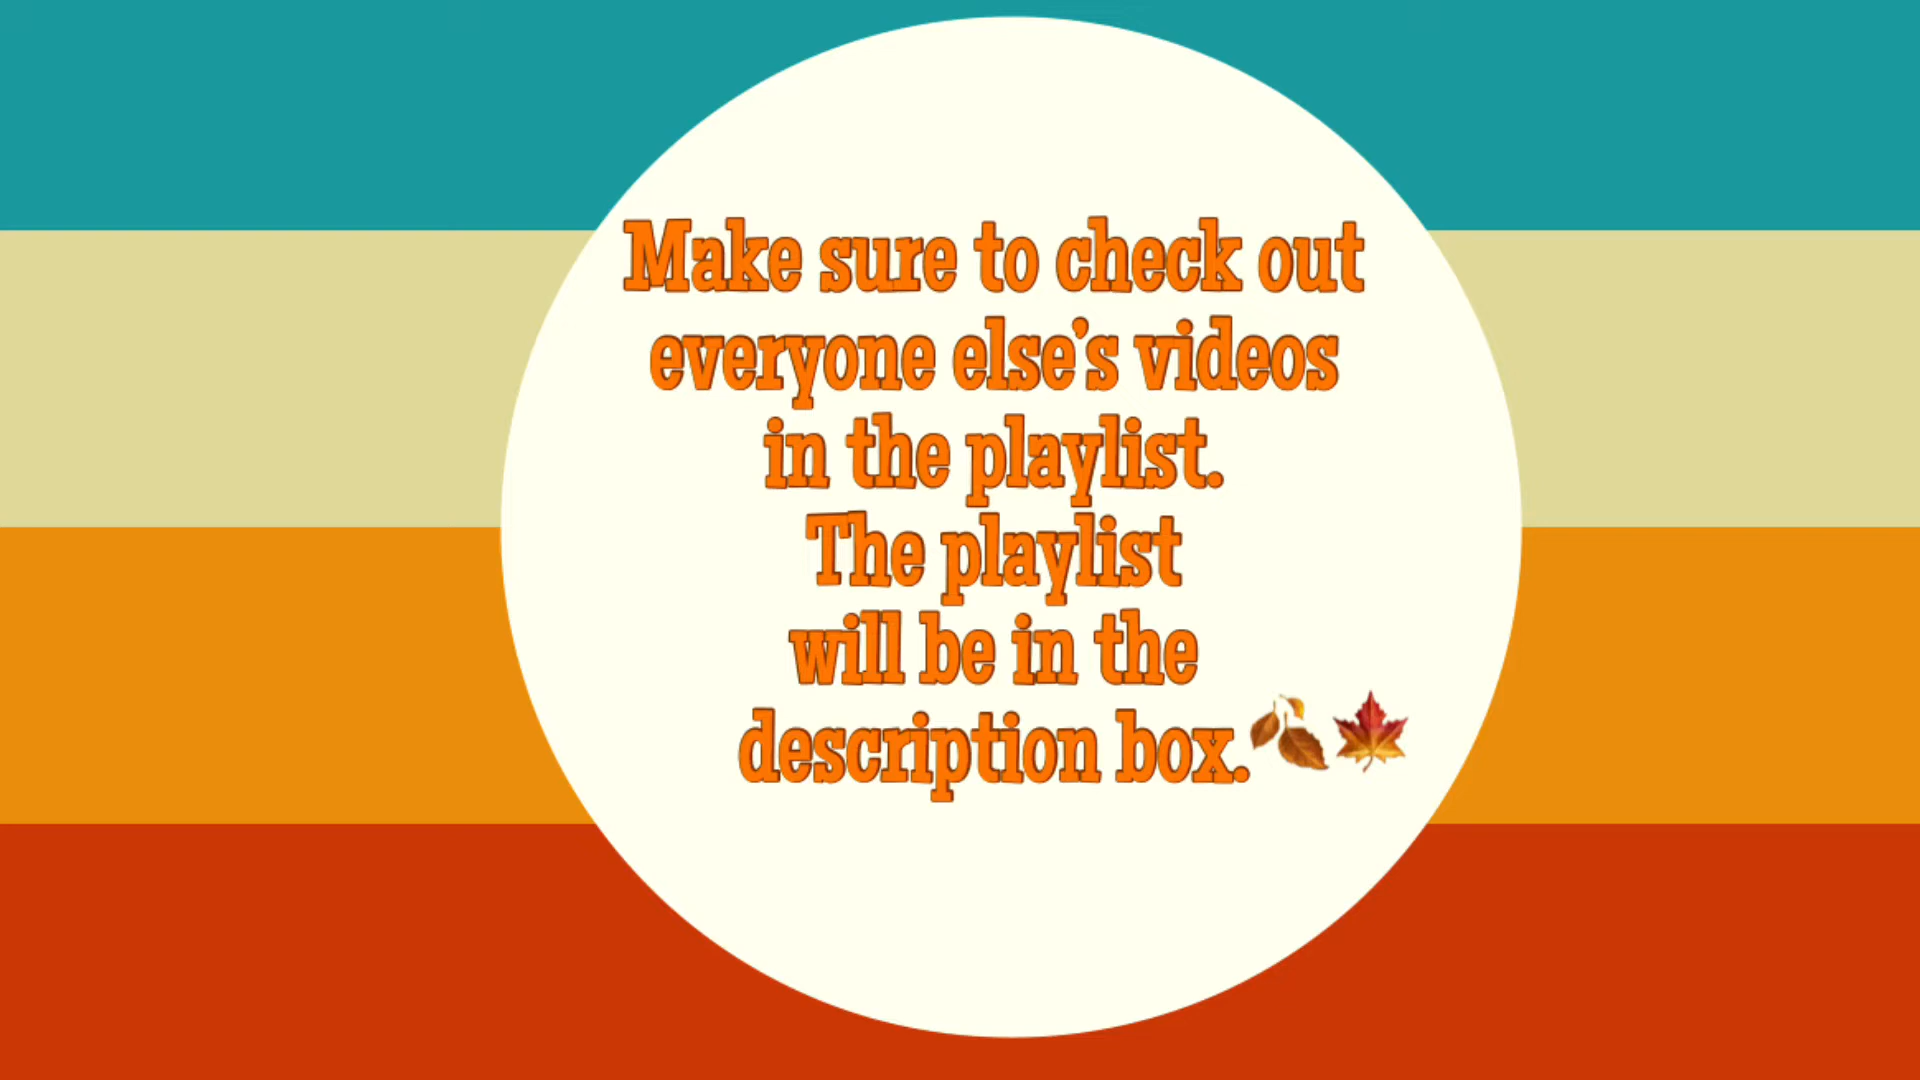 Make sure to check out
everyone else’s videos
in the playlist.
The playlist
will be in the
description box.🍂🍁